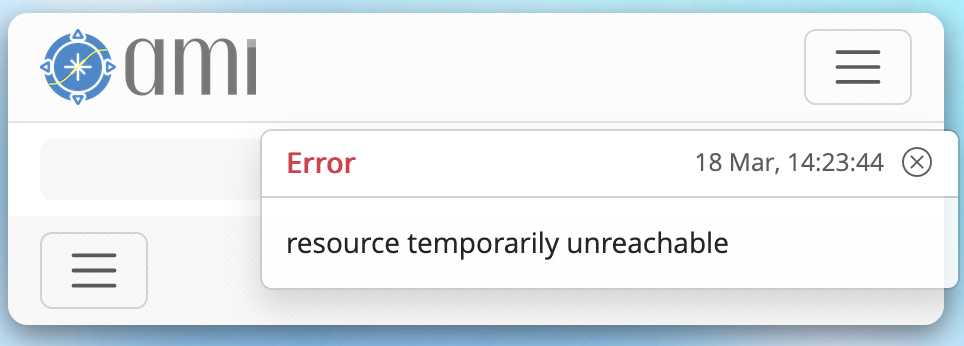 ami
Error 18 Mar, 14:23:44
resource temporarily unreachable